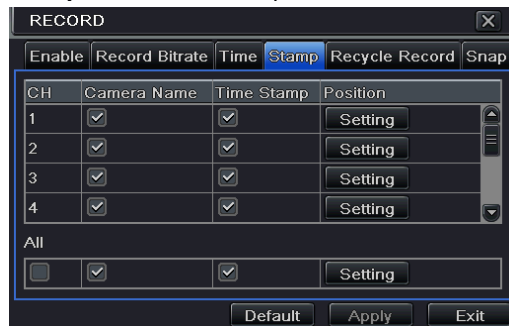 RECORD
Enable Record Bitrate Time Stamp Recycle Record Snap
CH Camera Name Time Stamp Position
1 Setting
2 Setting
3 Setting
4 Setting
All
Setting
Default Apply Exit